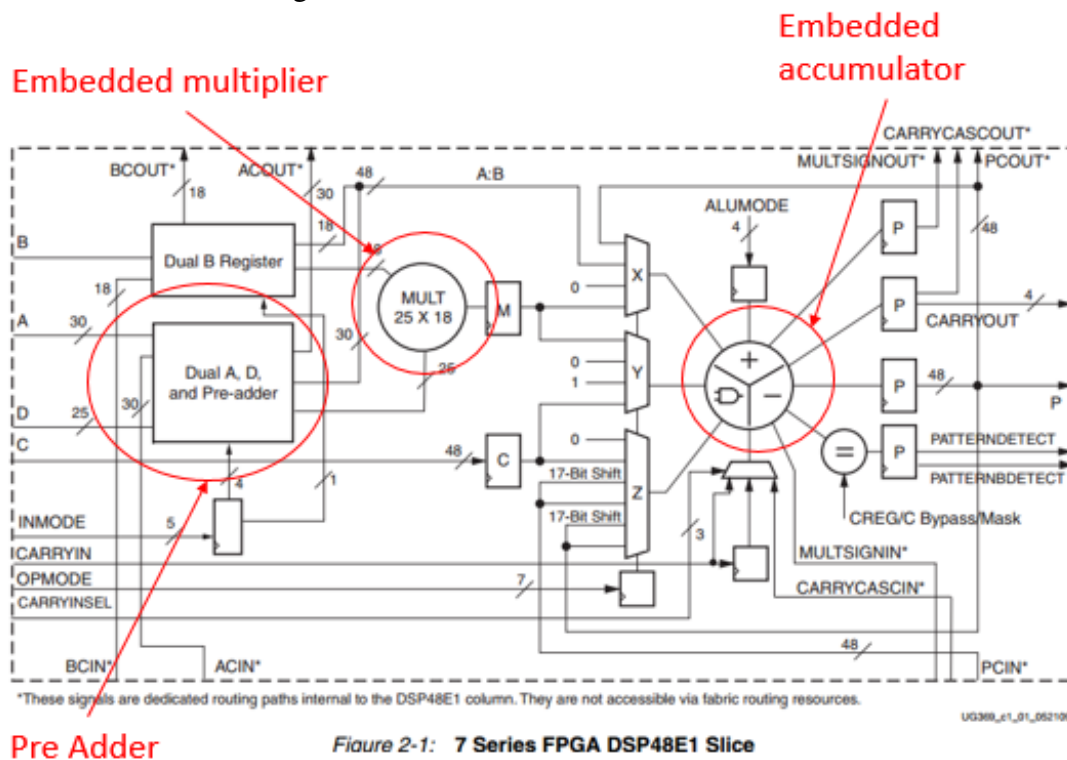 Embedded
accumulator
Embedded multiplier
CARRYCASCOUT*
BCOUT* ACOUT* 48 A:B MULTSIGNOUT* PCOUT*
18 30 ALUMODE
4
18 48
B P
Dual B Register X
0
18 MULT
25 X 18 M P 4
A 30 30 CARRYOUT
0 +
Dual A, D,
and Pre-adder 25 Y
1 − P 48
30 P
D 25
C 0
48 C = P PATTERNDETECT
17-Bit Shift PATTERNBDETECT
4 1 Z
17-Bit Shift
INMODE 5 3 CREG/C Bypass/Mask
CARRYIN MULTSIGNIN*
OPMODE 7 CARRYCASCIN*
CARRYINSEL
48
BCIN* ACIN* PCIN*
*These signals are dedicated routing paths internal to the DSP48E1 column. They are not accessible via fabric routing resources.
Pre Adder
Figure 2-1: 7 Series FPGA DSP48E1 Slice